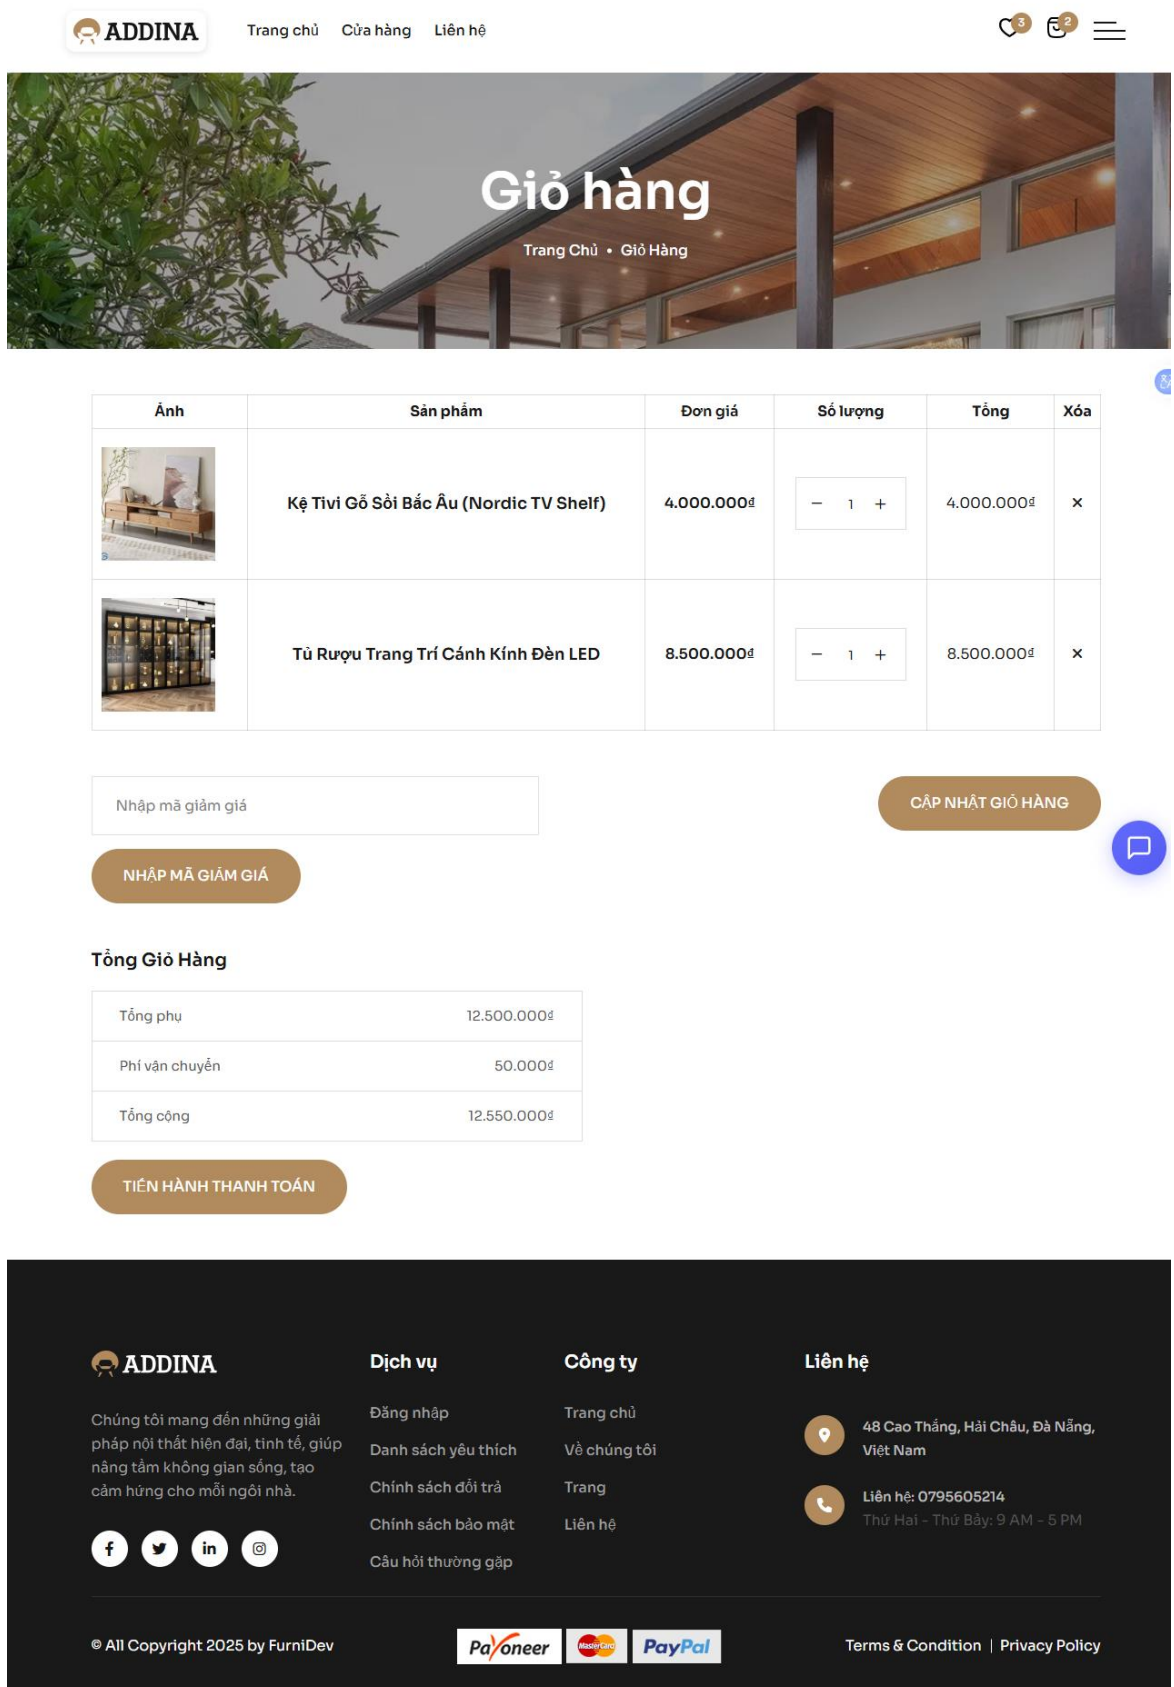 ADDINA
Trang chủ Cửa hàng Liên hệ
3 2
Giỏ hàng
Trang Chủ • Giỏ Hàng
Ảnh Sản phẩm Đơn giá Số lượng Tổng Xóa
Kệ Tivi Gỗ Sồi Bắc Âu (Nordic TV Shelf) 4.000.000₫ − 1 + 4.000.000₫ ×
Tủ Rượu Trang Trí Cánh Kính Đèn LED 8.500.000₫ − 1 + 8.500.000₫ ×
Nhập mã giảm giá
CẬP NHẬT GIỎ HÀNG
NHẬP MÃ GIẢM GIÁ
Tổng Giỏ Hàng
Tổng phụ 12.500.000₫
Phí vận chuyển 50.000₫
Tổng cộng 12.550.000₫
TIẾN HÀNH THANH TOÁN
ADDINA
Chúng tôi mang đến những giải
pháp nội thất hiện đại, tinh tế, giúp
nâng tầm không gian sống, tạo
cảm hứng cho mỗi ngôi nhà.
Dịch vụ
Đăng nhập
Danh sách yêu thích
Chính sách đổi trả
Chính sách bảo mật
Câu hỏi thường gặp
Công ty
Trang chủ
Về chúng tôi
Trang
Liên hệ
Liên hệ
48 Cao Thắng, Hải Châu, Đà Nẵng,
Việt Nam
Liên hệ: 0795605214
Thứ Hai - Thứ Bảy: 9 AM - 5 PM
© All Copyright 2025 by FurniDev
Payoneer MasterCard PayPal
Terms & Condition | Privacy Policy